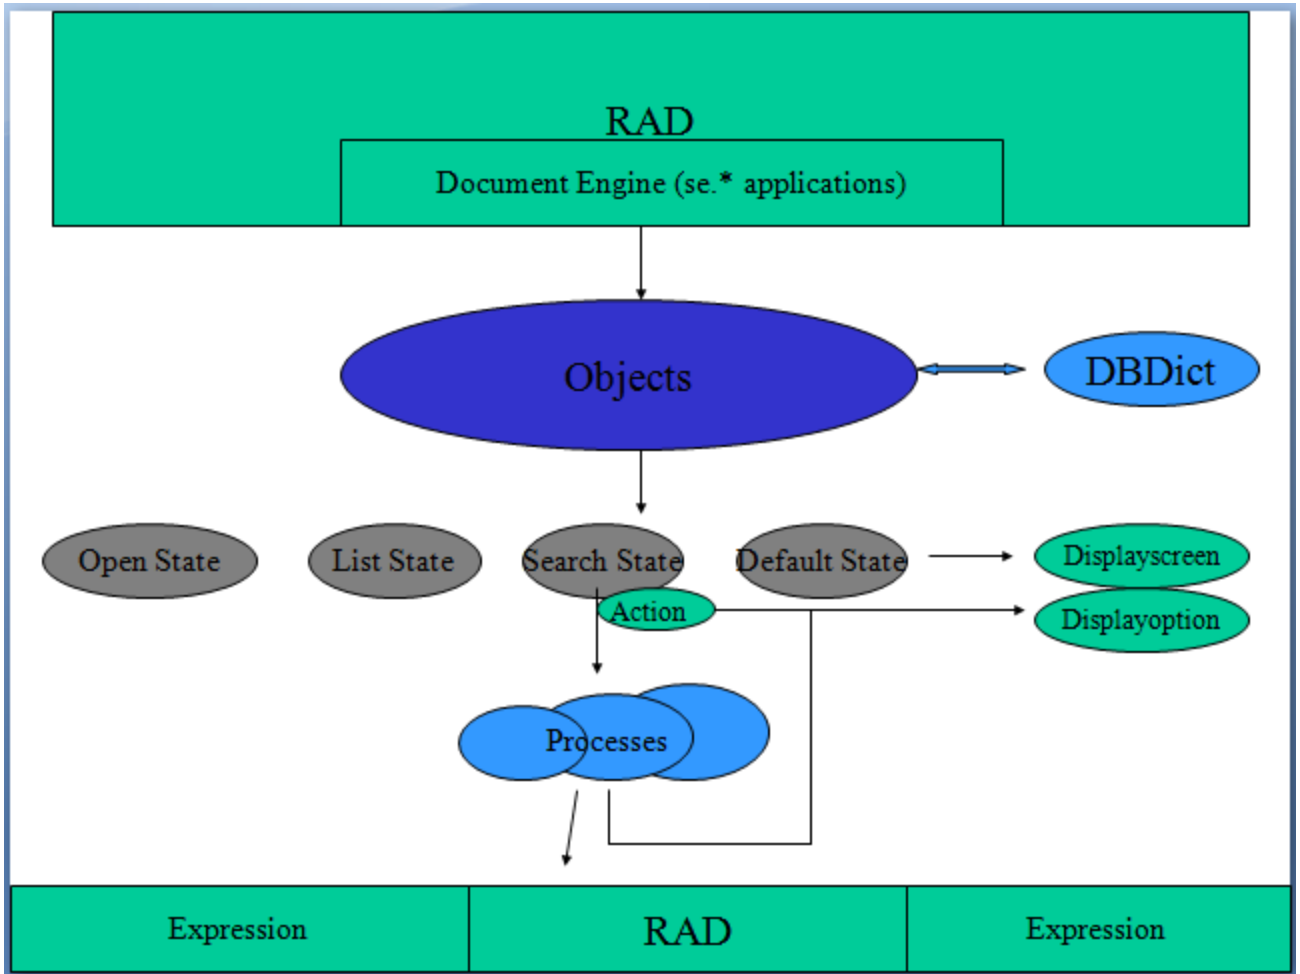 RAD
Document Engine (se.* applications)
Objects
DBDict
Open State
List State
Search State
Default State
Displayscreen
Action
Displayoption
Processes
Expression
RAD
Expression